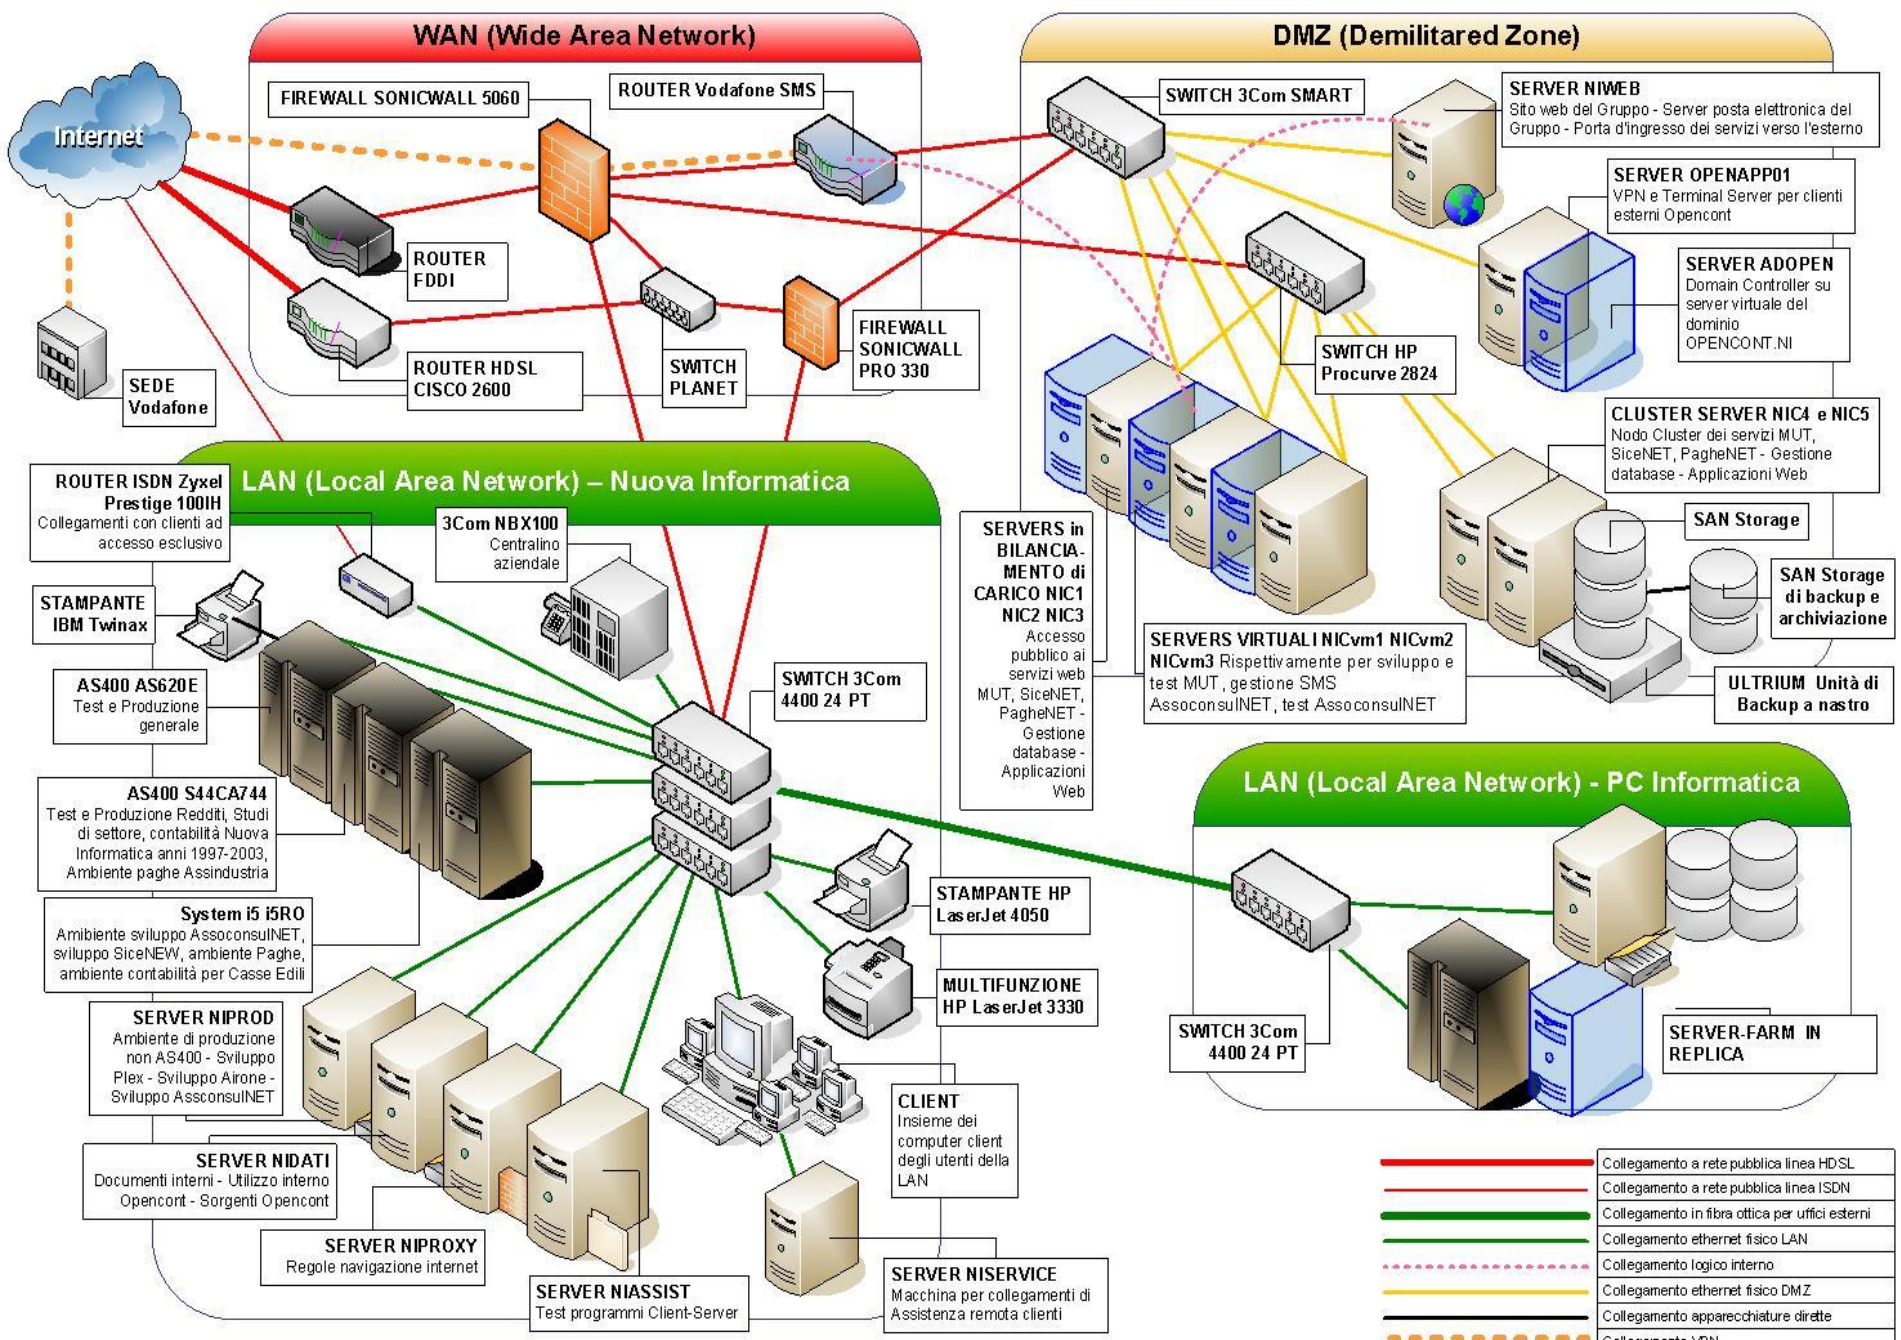 WAN (Wide Area Network)
FIREWALL SONICWALL 5060
ROUTER Vodafone SMS
Internet
ROUTER
FDDI
ROUTER HDSL
CISCO 2600
SWITCH
PLANET
FIREWALL
SONICWALL
PRO 330
SEDE
Vodafone
DMZ (Demilitared Zone)
SWITCH 3Com SMART
SERVER NIWEB
Sito web del Gruppo - Server posta elettronica del
Gruppo - Porta d'ingresso dei servizi verso l'esterno
SERVER OPENAPP01
VPN e Terminal Server per clienti
esterni Opencont
SERVER ADOPEN
Domain Controller su
server virtuale del
dominio
OPENCONT.NI
SWITCH HP
Procurve 2824
CLUSTER SERVER NIC4 e NIC5
Nodo Cluster dei servizi MUT,
SiceNET, PagheNET - Gestione
database - Applicazioni Web
SAN Storage
SAN Storage
di backup e
archiviazione
ULTRIUM Unità di
Backup a nastro
SERVERS in
BILANCIA-
MENTO di
CARICO NIC1
NIC2 NIC3
Accesso
pubblico ai
servizi web
MUT, SiceNET,
PagheNET -
Gestione
database -
Applicazioni
Web
SERVERS VIRTUALI NICvm1 NICvm2
NICvm3 Rispettivamente per sviluppo e
test MUT, gestione SMS
AssoconsulNET, test AssoconsulNET
LAN (Local Area Network) – Nuova Informatica
ROUTER ISDN Zyxel
Prestige 100IH
Collegamenti con clienti ad
accesso esclusivo
3Com NBX100
Centralino
aziendale
STAMPANTE
IBM Twinax
SWITCH 3Com
4400 24 PT
AS400 AS620E
Test e Produzione
generale
AS400 S44CA744
Test e Produzione Redditi, Studi
di settore, contabilità Nuova
Informatica anni 1997-2003,
Ambiente paghe Assindustria
System i5 i5RO
Amibiente sviluppo AssoconsulNET,
sviluppo SiceNEW, ambiente Paghe,
ambiente contabilità per Casse Edili
SERVER NIPROD
Ambiente di produzione
non AS400 - Sviluppo
Plex - Sviluppo Airone -
Sviluppo AssconsulNET
SERVER NIDATI
Documenti interni - Utilizzo interno
Opencont - Sorgenti Opencont
SERVER NIPROXY
Regole navigazione internet
SERVER NIASSIST
Test programmi Client-Server
STAMPANTE HP
LaserJet 4050
MULTIFUNZIONE
HP LaserJet 3330
CLIENT
Insieme dei
computer client
degli utenti della
LAN
SERVER NISERVICE
Macchina per collegamenti di
Assistenza remota clienti
LAN (Local Area Network) - PC Informatica
SWITCH 3Com
4400 24 PT
SERVER-FARM IN
REPLICA
Collegamento a rete pubblica linea HDSL
Collegamento a rete pubblica linea ISDN
Collegamento in fibra ottica per uffici esterni
Collegamento ethernet fisico LAN
Collegamento logico interno
Collegamento ethernet fisico DMZ
Collegamento apparecchiature dirette
Collegamento VPN